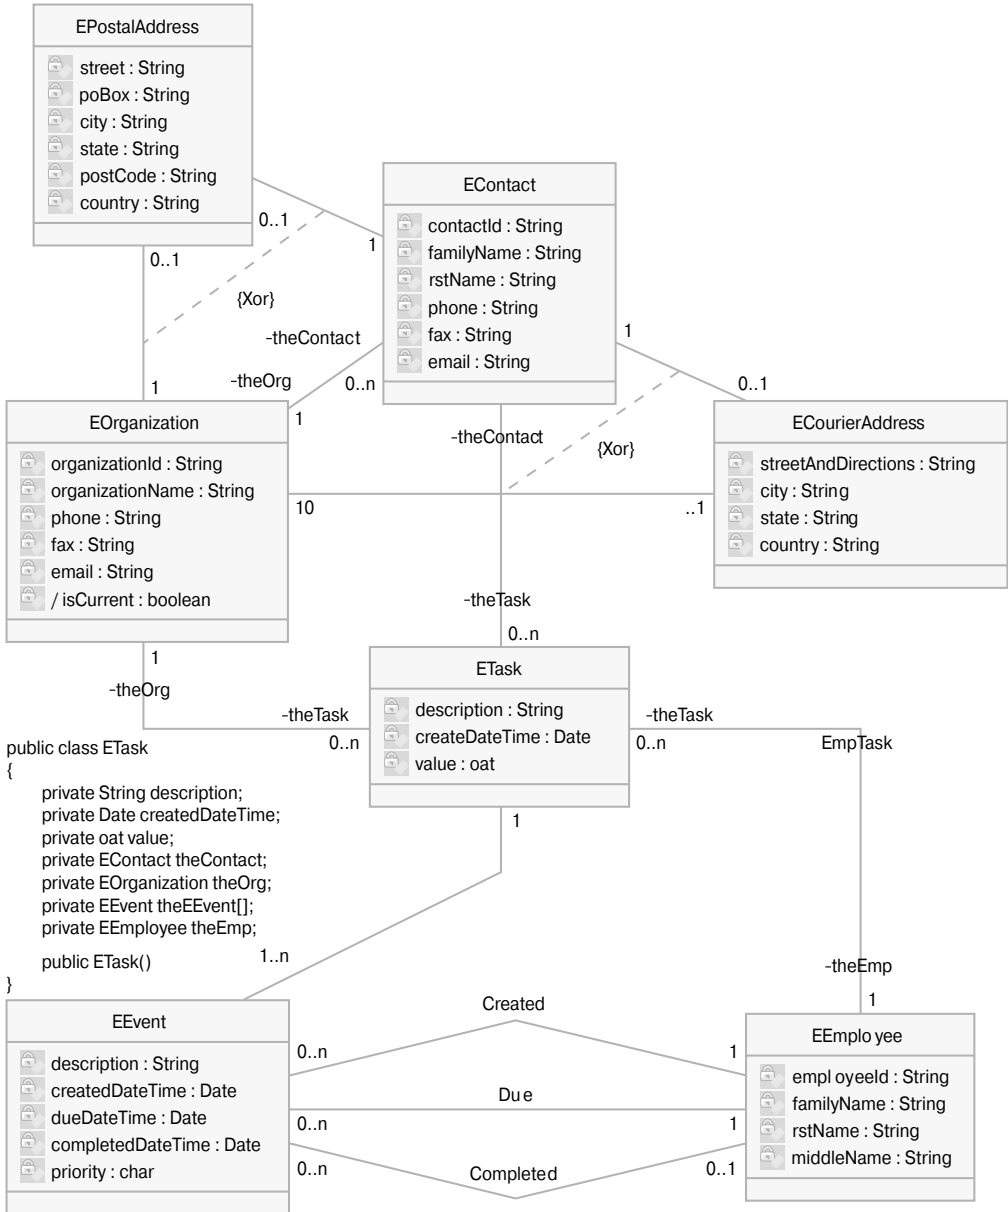 EPostalAddress
street : String
poBox : String
city : String
state : String
postCode : String
country : String
0..1
0..1
1
{Xor}
EContact
contactId : String
familyName : String
rstName : String
phone : String
fax : String
email : String
-theContact
0..n
-theOrg
1
1
1
0..1
-theContact
{Xor}
EOrganization
organizationId : String
organizationName : String
phone : String
fax : String
email : String
/ isCurrent : boolean
10
..1
ECourierAddress
streetAndDirections : String
city : String
state : String
country : String
-theTask
0..n
1
-theOrg
-theTask
0..n
ETask
description : String
createDateTime : Date
value : oat
-theTask
0..n
EmpTask
1
public class ETask
{
private String description;
private Date createdDateTime;
private oat value;
private EContact theContact;
private EOrganization theOrg;
private EEvent theEEvent[];
private EEmployee theEmp;
public ETask()
}
1..n
-theEmp
1
EEvent
description : String
createdDateTime : Date
dueDateTime : Date
completedDateTime : Date
priority : char
Created
0..n
1
Due
0..n
1
Completed
0..n
0..1
EEmplo yee
empl oyeeId : String
familyName : String
rstName : String
middleName : String